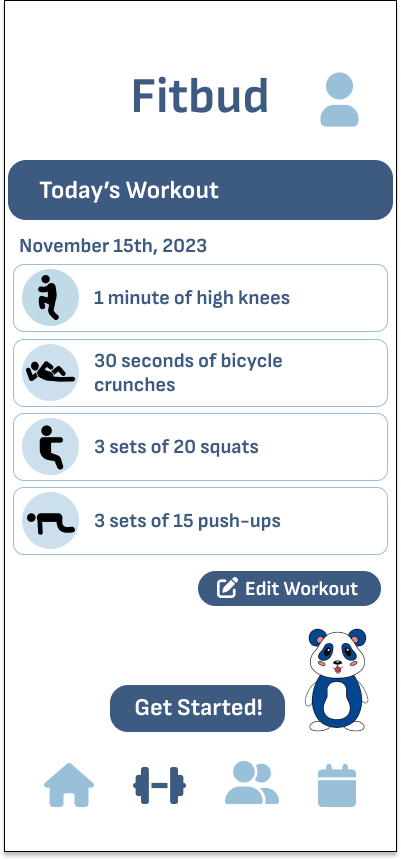 Fitbud
Today’s Workout
November 15th, 2023
1 minute of high knees
30 seconds of bicycle
crunches
3 sets of 20 squats
3 sets of 15 push-ups
Edit Workout
Get Started!